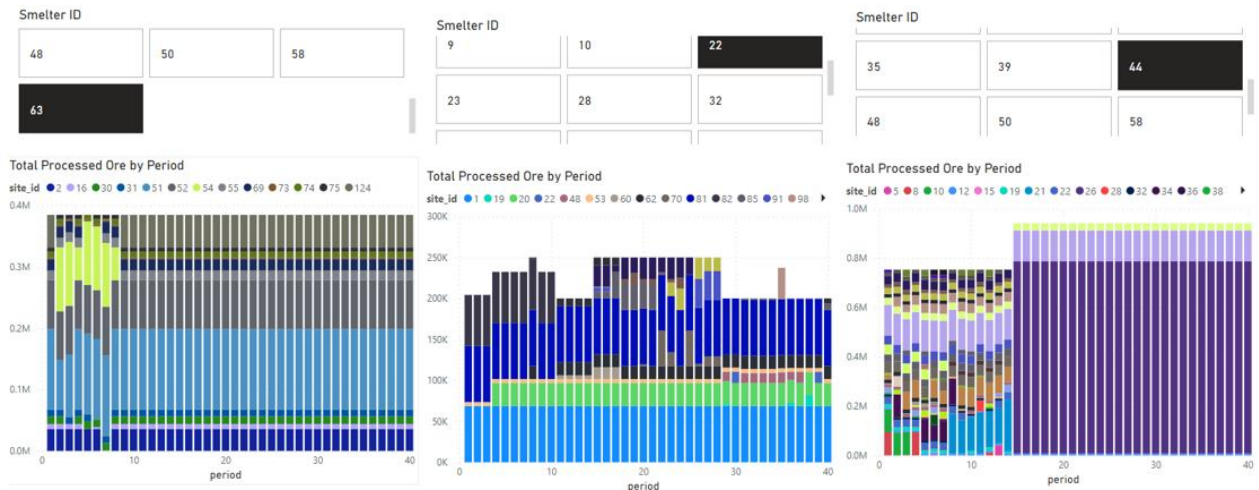 Smelter ID
48 50 58
63
Total Processed Ore by Period
site_id 2 16 30 31 51 52 54 55 69 73 74 75 124
0.4M
0.3M
0.2M
0.1M
0.0M
0 10 20 30 40
period
Smelter ID
9 10 22
23 28 32
Total Processed Ore by Period
site_id 1 19 20 22 48 53 60 62 70 81 82 85 91 98
300K
250K
200K
150K
100K
50K
0K
0 10 20 30 40
period
Smelter ID
35 39 44
48 50 58
Total Processed Ore by Period
site_id 5 8 10 12 15 19 21 22 26 28 32 34 36 38
1.0M
0.8M
0.6M
0.4M
0.2M
0.0M
0 10 20 30 40
period